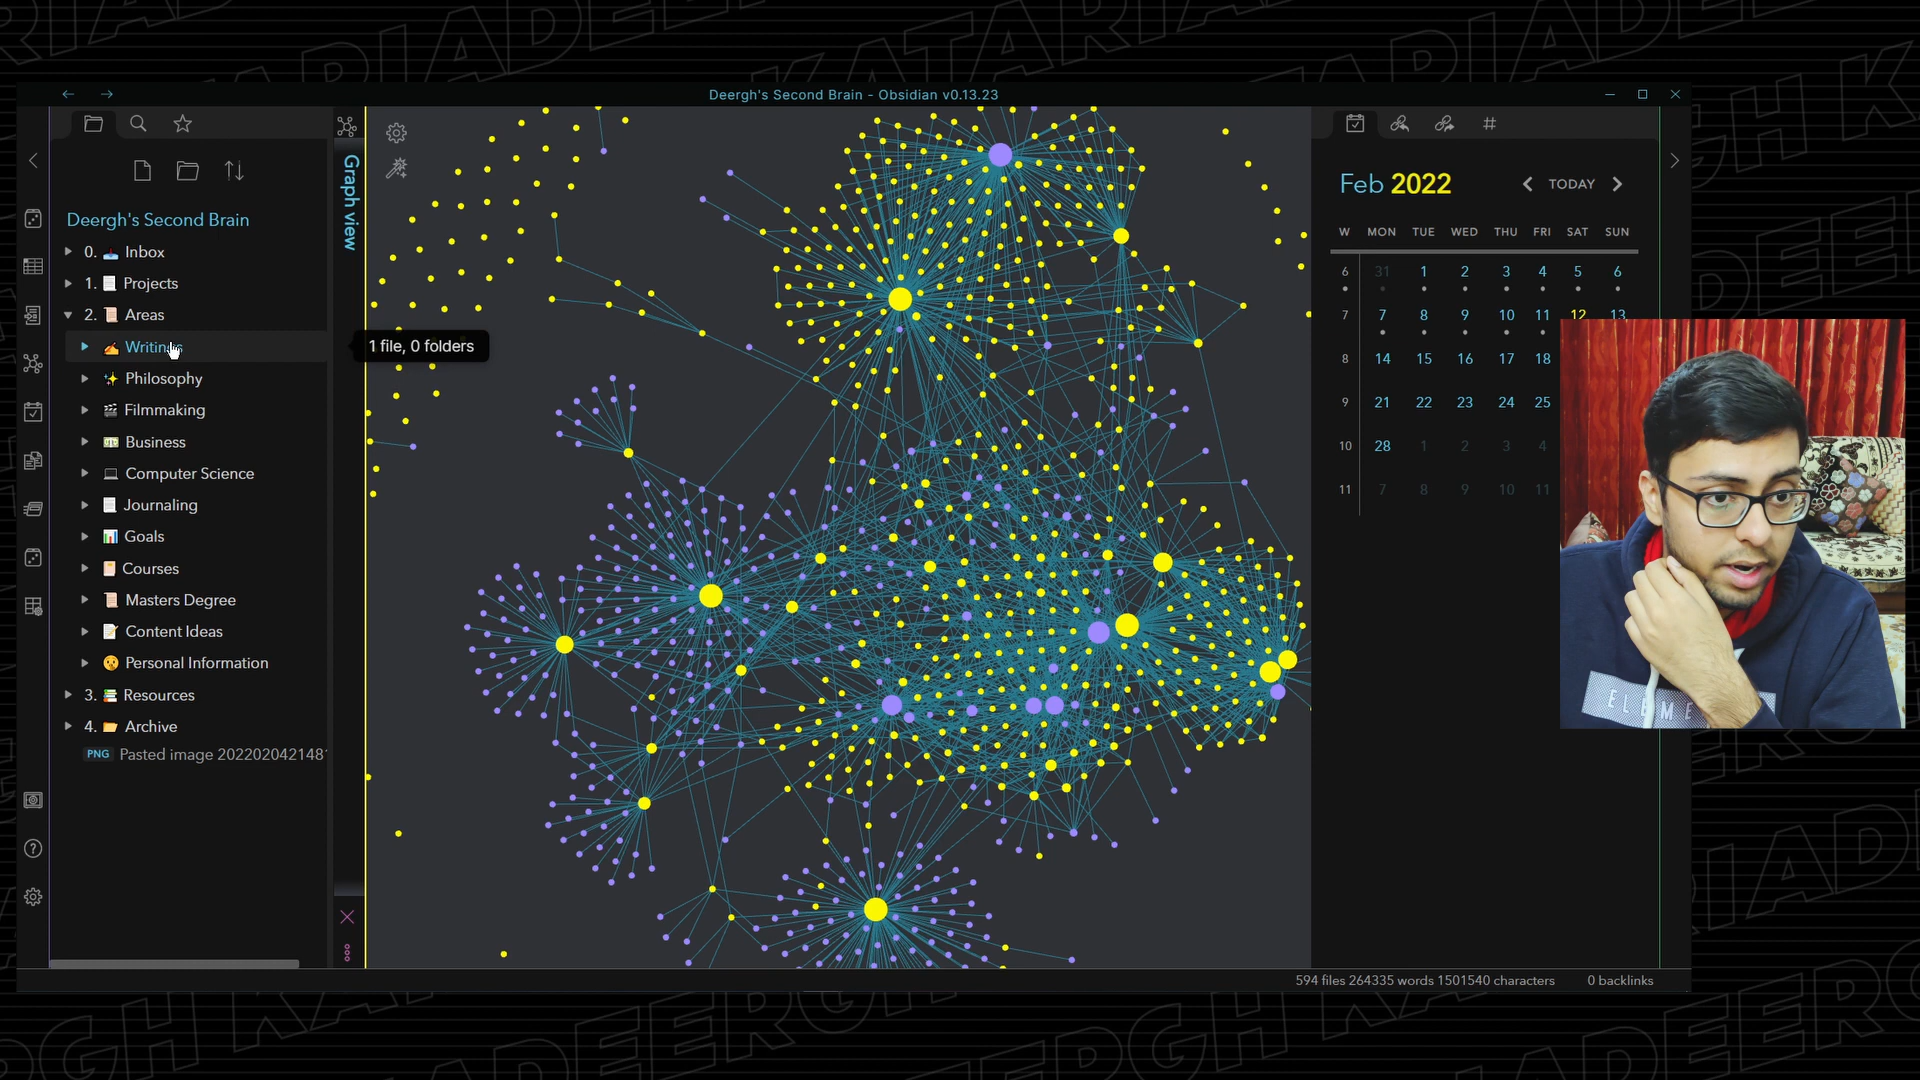 Deergh's Second Brain - Obsidian v0.13.23
Deergh's Second Brain
0. Inbox
1. Projects
2. Areas
Philosophy
Filmmaking
Business
Computer Science
Journaling
Goals
Courses
Masters Degree
Content Ideas
Personal Information
3. Resources
4. Archive
PNG Pasted image 2022020421481
Graph view
1 file, 0 folders
Feb 2022
TODAY
W MON TUE WED THU FRI SAT SUN
6 31 1 2 3 4 5 6
7 7 8 9 10 11 12 13
8 14 15 16 17 18
9 21 22 23 24 25
10 28 1 2 3 4
11 7 8 9 10 11
594 files 264335 words 1501540 characters
0 backlinks